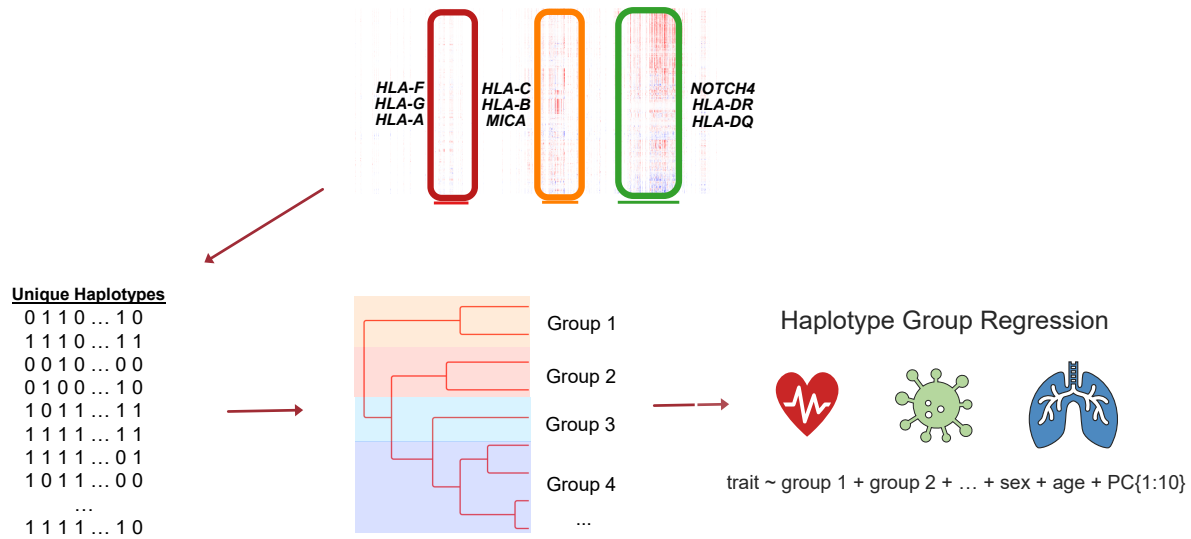 HLA-F
HLA-G
HLA-A
HLA-C
HLA-B
MICA
NOTCH4
HLA-DR
HLA-DQ
Unique Haplotypes
0 1 1 0 ... 1 0
1 1 1 0 ... 1 1
0 0 1 0 ... 0 0
0 1 0 0 ... 1 0
1 0 1 1 ... 1 1
1 1 1 1 ... 1 1
1 1 1 1 ... 0 1
1 0 1 1 ... 0 0
...
1 1 1 1 ... 1 0
Group 1
Group 2
Group 3
Group 4
...
Haplotype Group Regression
trait ~ group 1 + group 2 + ... + sex + age + PC{1:10}